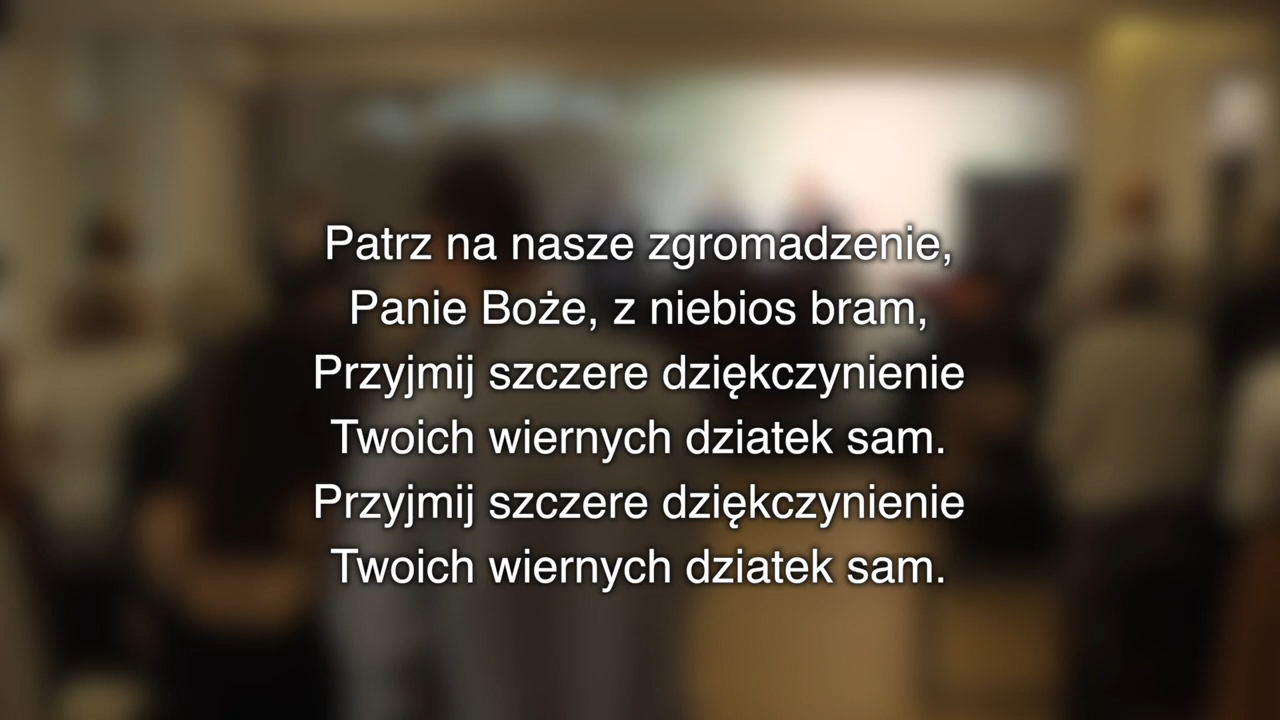 Patrz na nasze zgromadzenie,
Panie Boże, z niebios bram,
Przyjmij szczere dziękczynienie
Twoich wiernych dziatek sam.
Przyjmij szczere dziękczynienie
Twoich wiernych dziatek sam.